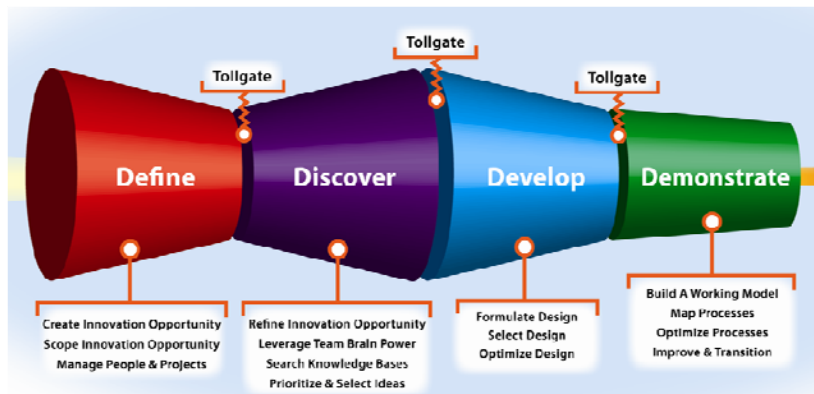 Tollgate
Tollgate
Tollgate
Define
Discover
Develop
Demonstrate
Create Innovation Opportunity
Scope Innovation Opportunity
Manage People & Projects
Refine Innovation Opportunity
Leverage Team Brain Power
Search Knowledge Bases
Prioritize & Select Ideas
Formulate Design
Select Design
Optimize Design
Build A Working Model
Map Processes
Optimize Processes
Improve & Transition